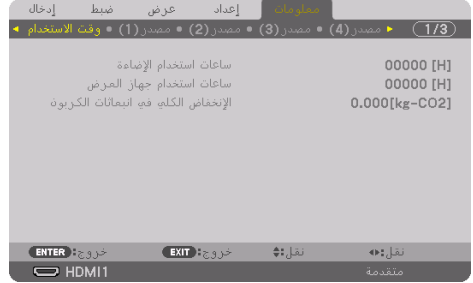 إدخال ضبط عرض إعداد معلومات
◄ وقت الاستخدام • مصدر(1) • مصدر(2) • مصدر(3) • مصدر(4) ► 1/3
ساعات استخدام الإضاءة 00000 [H]
ساعات استخدام جهاز العرض 00000 [H]
الإنخفاض الكلي في انبعاثات الكربون 0.000[kg-CO2]
ENTER خروج: EXIT خروج: نقل: نقل:
HDMI1 متقدمة